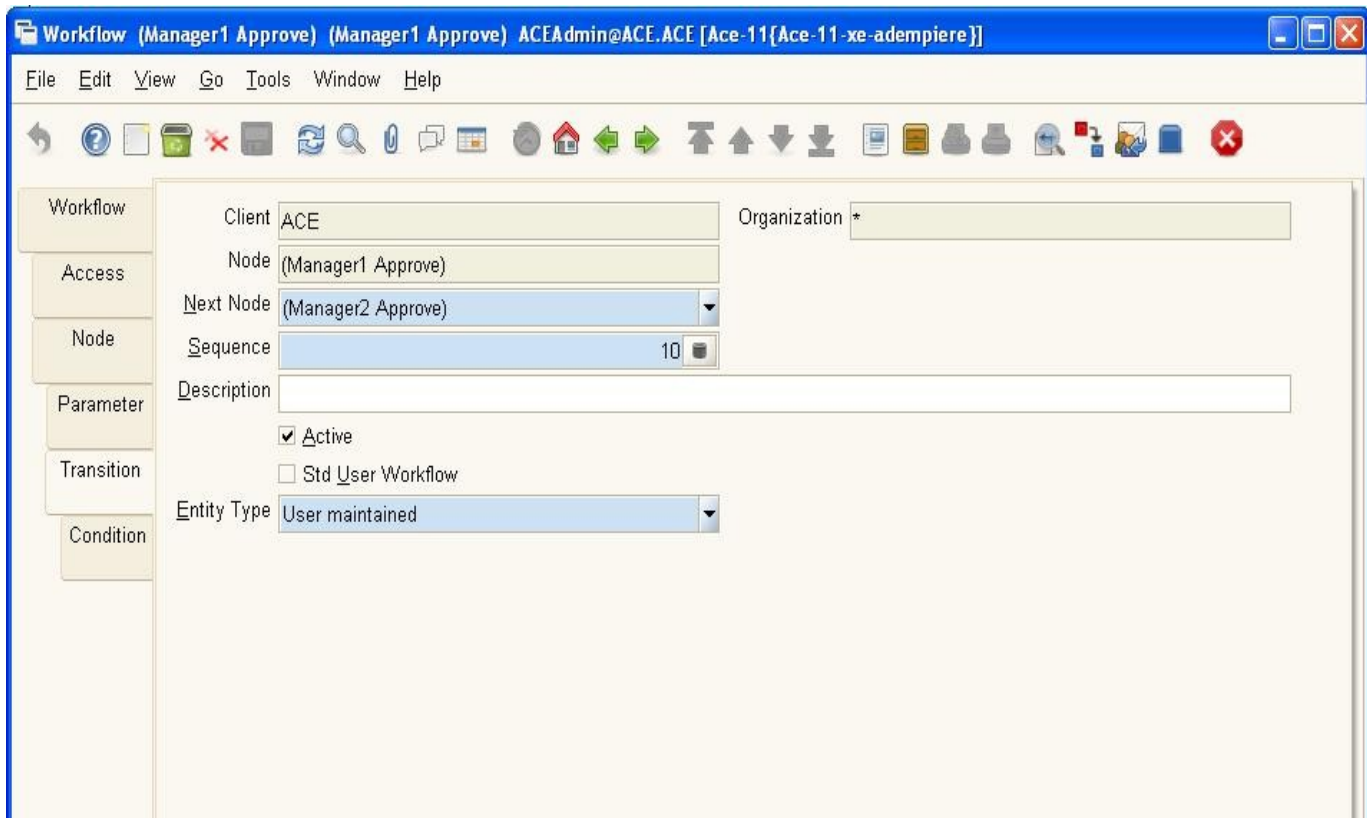 Workflow (Manager1 Approve) (Manager1 Approve) ACEAdmin@ACE.ACE [Ace-11{Ace-11-xe-adempiere}]
File Edit View Go Tools Window Help
Workflow
Access
Node
Parameter
Transition
Condition
Client ACE Organization *
Node (Manager1 Approve)
Next Node (Manager2 Approve)
Sequence 10
Description
Active
Std User Workflow
Entity Type User maintained